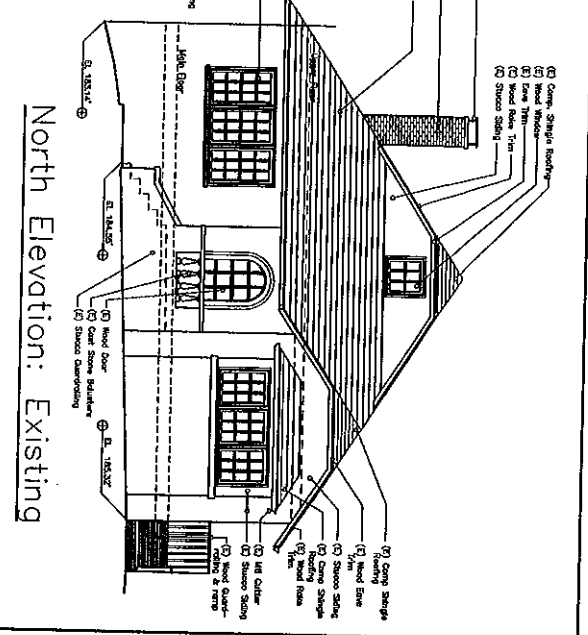 (E) Comp. Shingle Roofing
(E) Wood Window
(E) Eave Trim
(E) Wood Rake Trim
(E) Stucco Siding
Main Floor
EL. 183.14'
EL. 184.55'
EL. 185.32'
(E) Wood Door
(E) Cast Stone Balusters
(E) Stucco Guardrailing
(E) Comp Shingle
Roofing
(E) Wood Eave
Trim
(E) Stucco Siding
(E) Comp Shingle
Roofing
(E) Wood Rake
Trim
(E) Mtl Gutter
(E) Stucco Siding
(E) Wood Guard-
railing & ramp
North Elevation: Existing